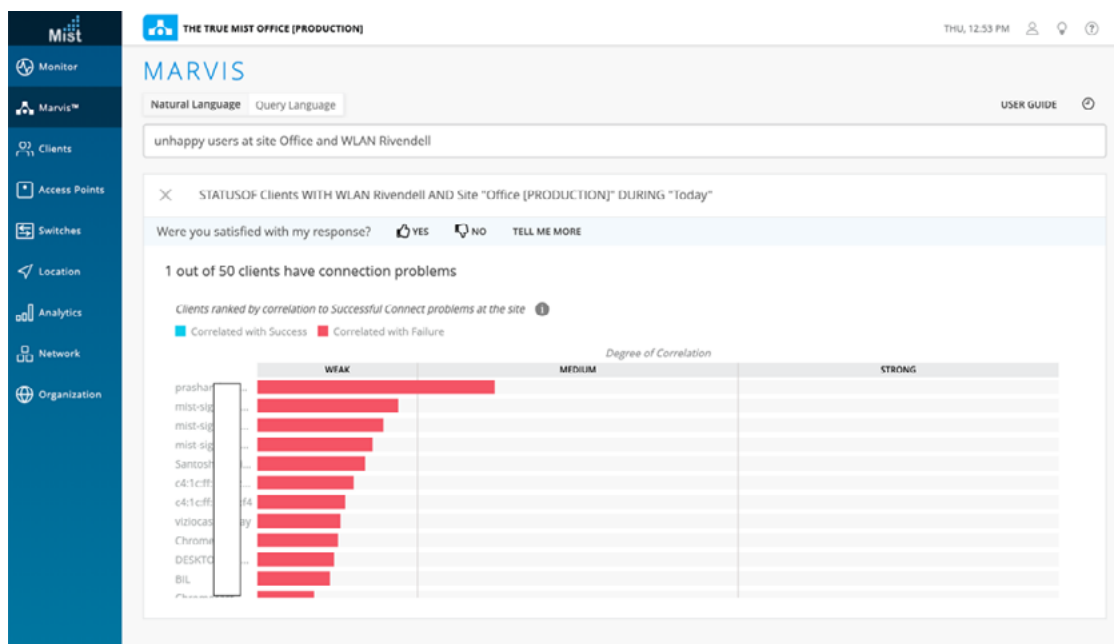 Mist
THE TRUE MIST OFFICE [PRODUCTION]
THU, 12:53 PM
Monitor
Marvis™
Clients
Access Points
Switches
Location
Analytics
Network
Organization
MARVIS
Natural Language Query Language
USER GUIDE
unhappy users at site Office and WLAN Rivendell
STATUSOF Clients WITH WLAN Rivendell AND Site "Office [PRODUCTION]" DURING "Today"
Were you satisfied with my response? YES NO TELL ME MORE
1 out of 50 clients have connection problems
Clients ranked by correlation to Successful Connect problems at the site
Correlated with Success Correlated with Failure
Degree of Correlation
WEAK MEDIUM STRONG
BIL